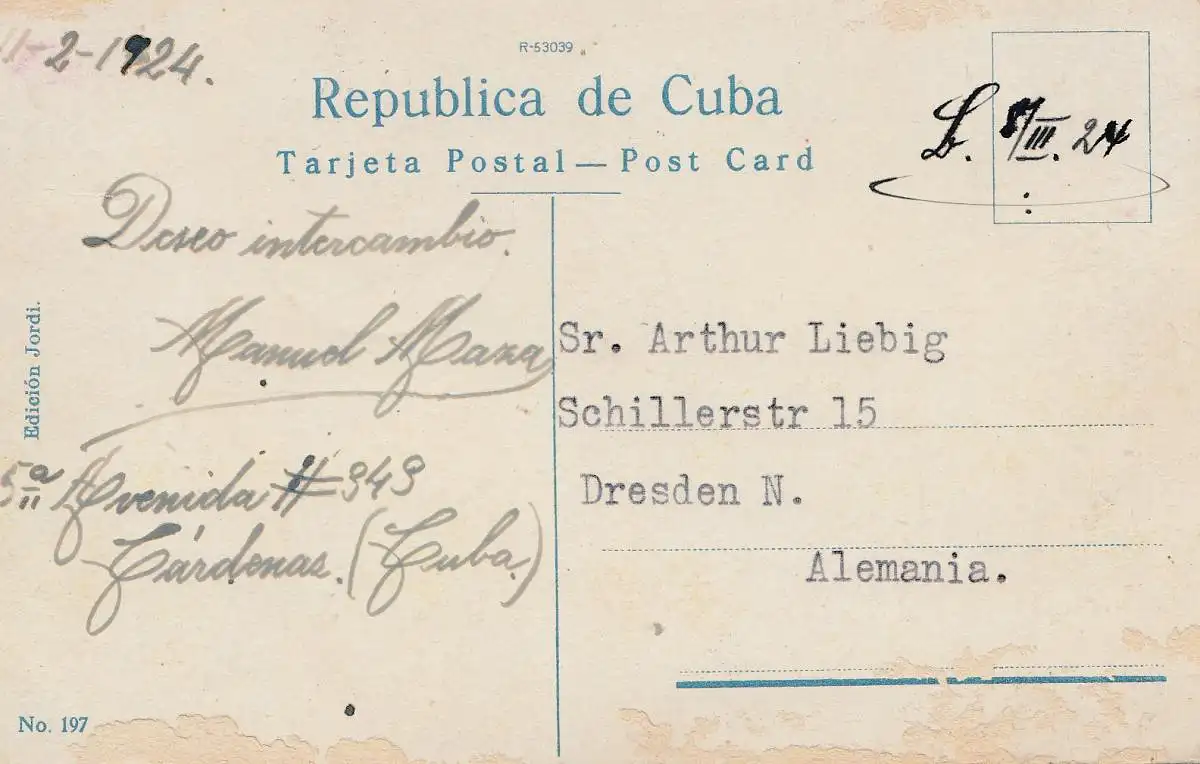 11-2-1924.
R-53039
Republica de Cuba
Tarjeta Postal — Post Card
L. 8/III. 24
Deseo intercambio.
Manuel Maza
5ª Avenida # 343
Cárdenas. (Cuba.)
Sr. Arthur Liebig
Schillerstr 15
Dresden N.
Alemania.
Edición Jordi.
No. 197